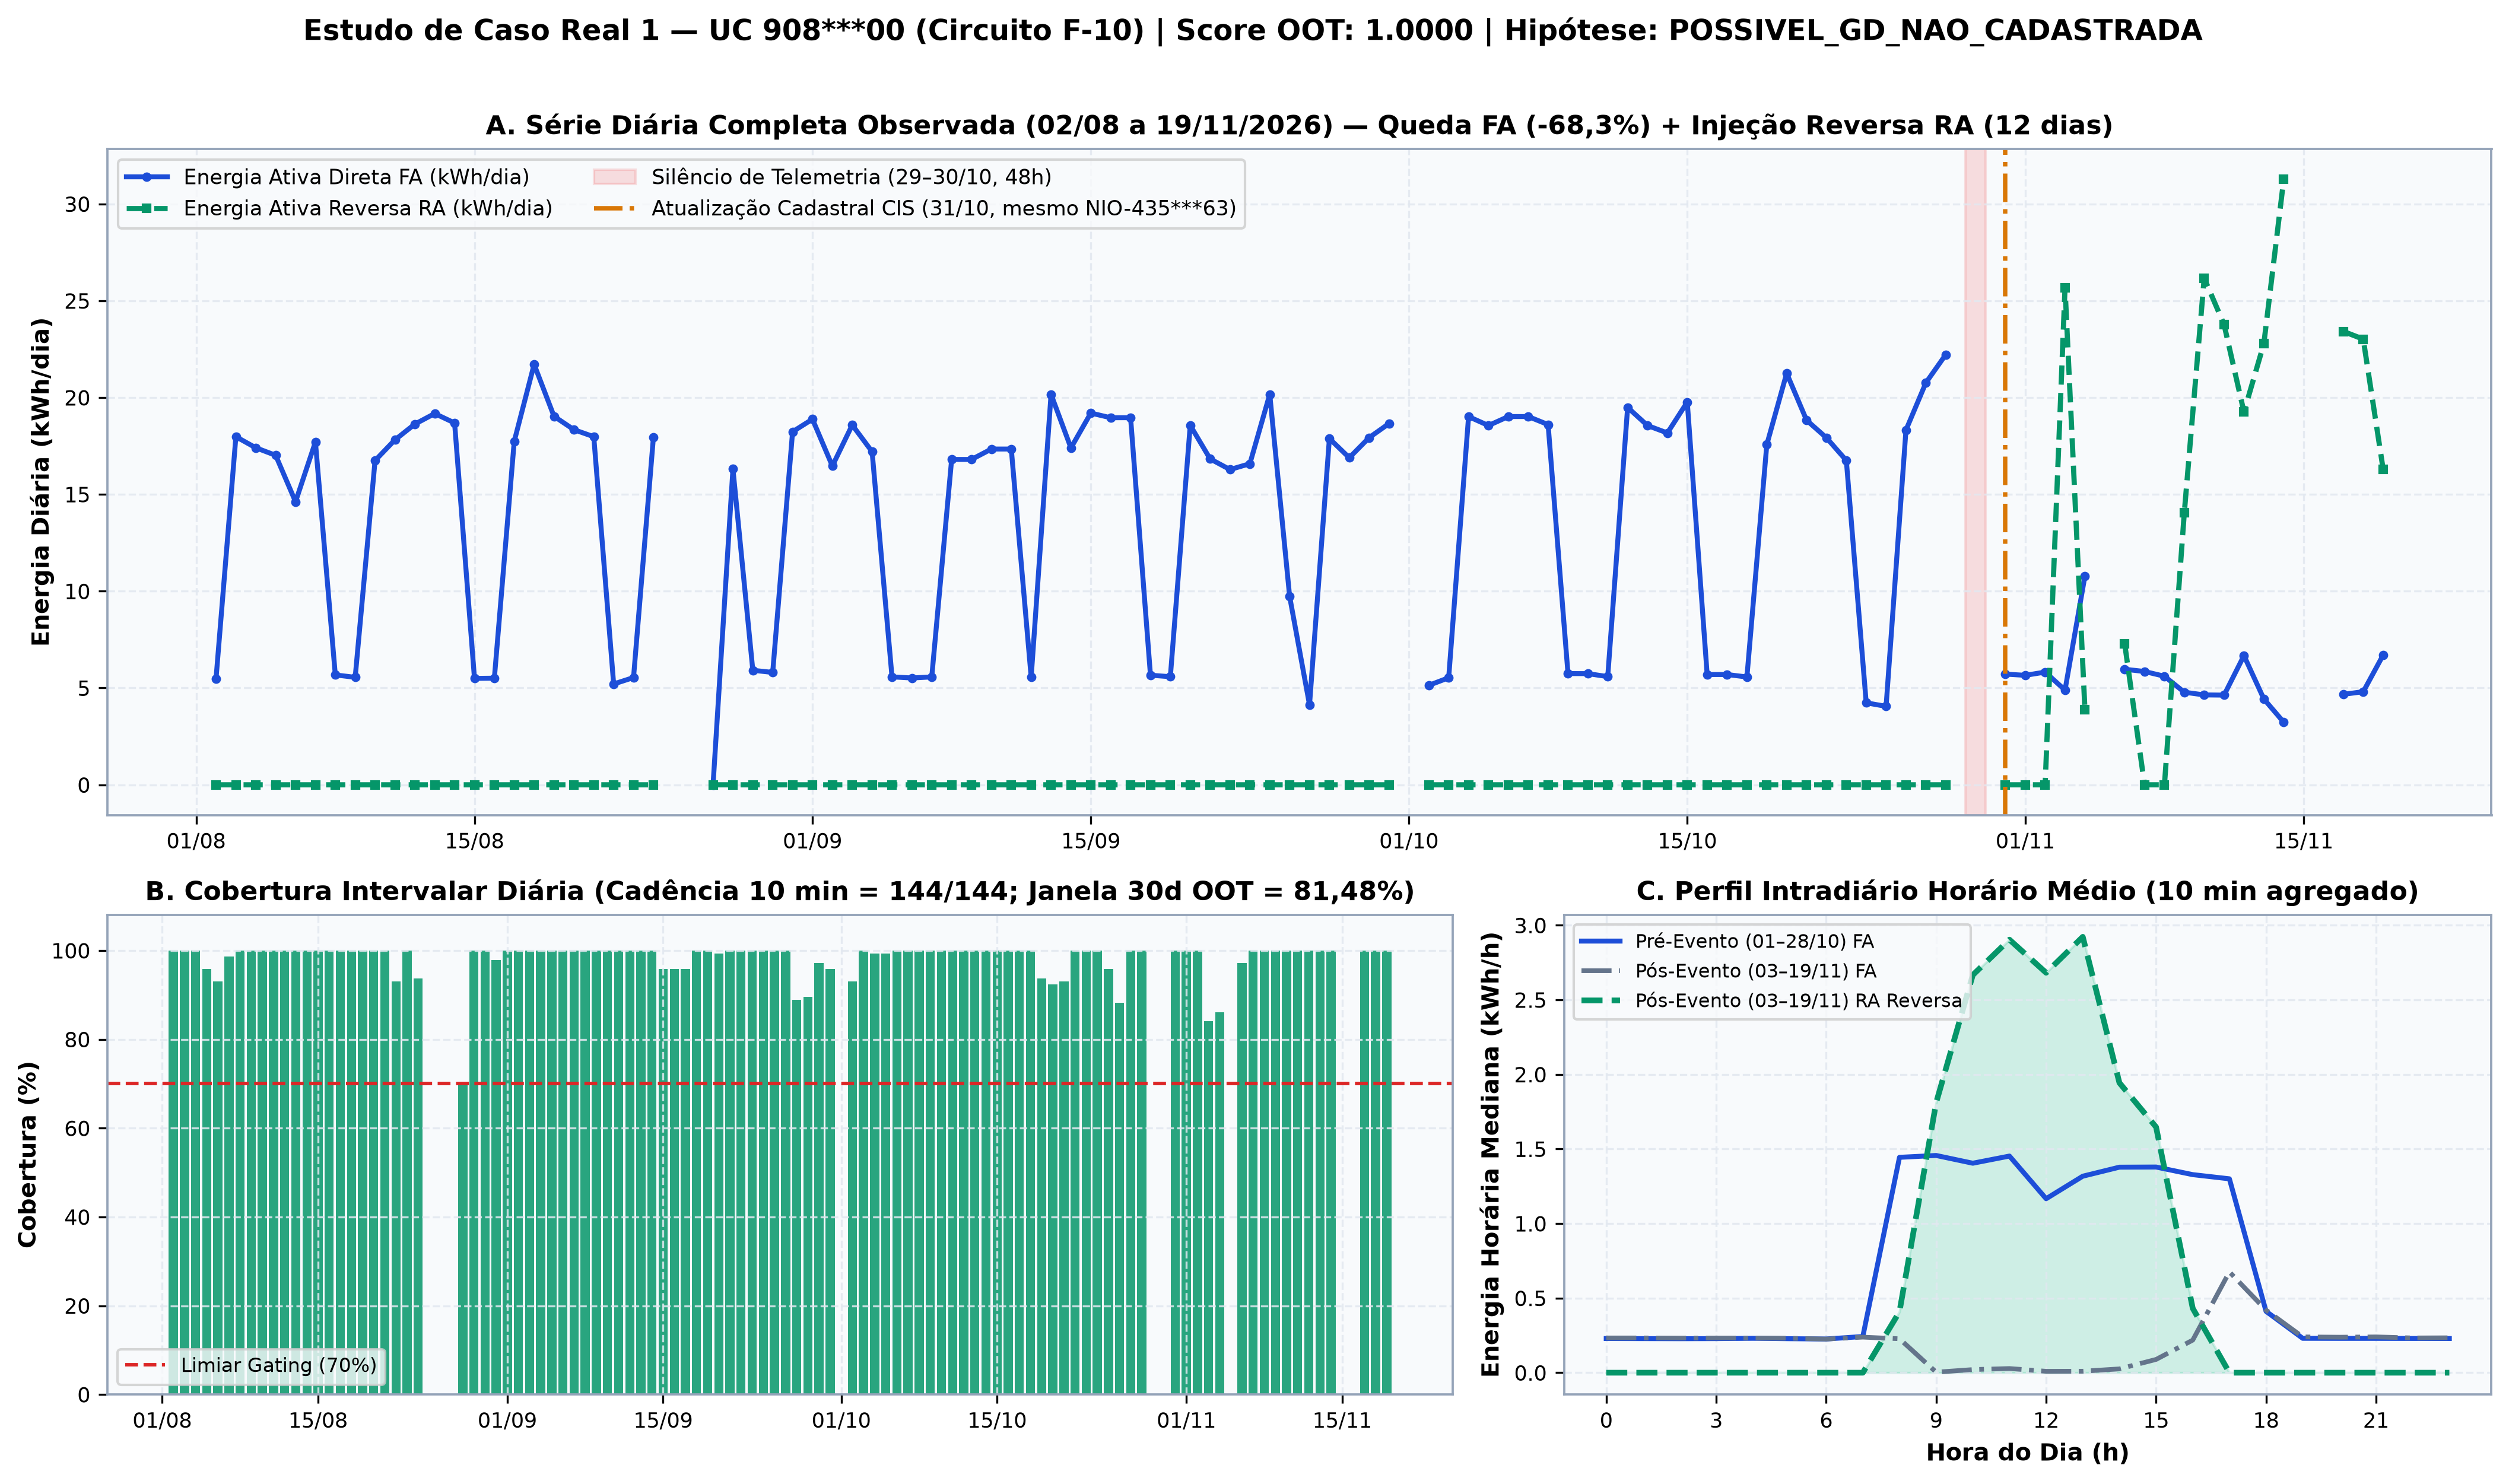 Estudo de Caso Real 1 — UC 908***00 (Circuito F-10) | Score OOT: 1.0000 | Hipótese: POSSIVEL_GD_NAO_CADASTRADA
A. Série Diária Completa Observada (02/08 a 19/11/2026) — Queda FA (-68,3%) + Injeção Reversa RA (12 dias)
Energia Ativa Direta FA (kWh/dia)
Energia Ativa Reversa RA (kWh/dia)
Silêncio de Telemetria (29–30/10, 48h)
Atualização Cadastral CIS (31/10, mesmo NIO-435***63)
Energia Diária (kWh/dia)
30
25
20
15
10
5
0
01/08
15/08
01/09
15/09
01/10
15/10
01/11
15/11
B. Cobertura Intervalar Diária (Cadência 10 min = 144/144; Janela 30d OOT = 81,48%)
Cobertura (%)
100
80
60
40
20
0
Limiar Gating (70%)
01/08
15/08
01/09
15/09
01/10
15/10
01/11
15/11
C. Perfil Intradiário Horário Médio (10 min agregado)
Pré-Evento (01–28/10) FA
Pós-Evento (03–19/11) FA
Pós-Evento (03–19/11) RA Reversa
Energia Horária Mediana (kWh/h)
3.0
2.5
2.0
1.5
1.0
0.5
0.0
0
3
6
9
12
15
18
21
Hora do Dia (h)